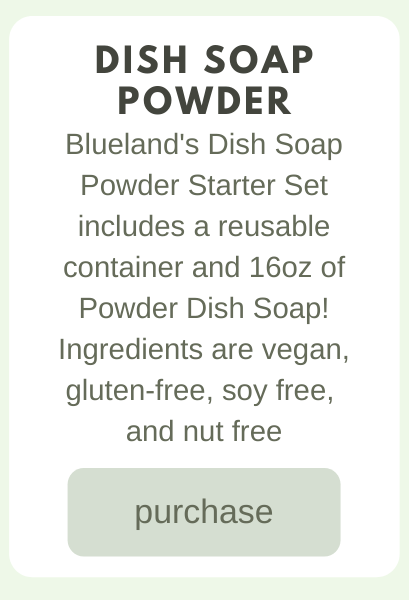 DISH SOAP
POWDER
Blueland's Dish Soap
Powder Starter Set
includes a reusable
container and 16oz of
Powder Dish Soap!
Ingredients are vegan,
gluten-free, soy free,
and nut free
purchase